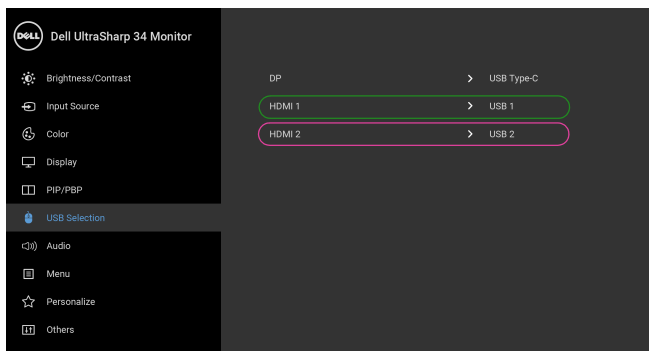 DELL Dell UltraSharp 34 Monitor
Brightness/Contrast
DP > USB Type-C
Input Source
HDMI 1 > USB 1
Color
HDMI 2 > USB 2
Display
PIP/PBP
USB Selection
Audio
Menu
Personalize
Others